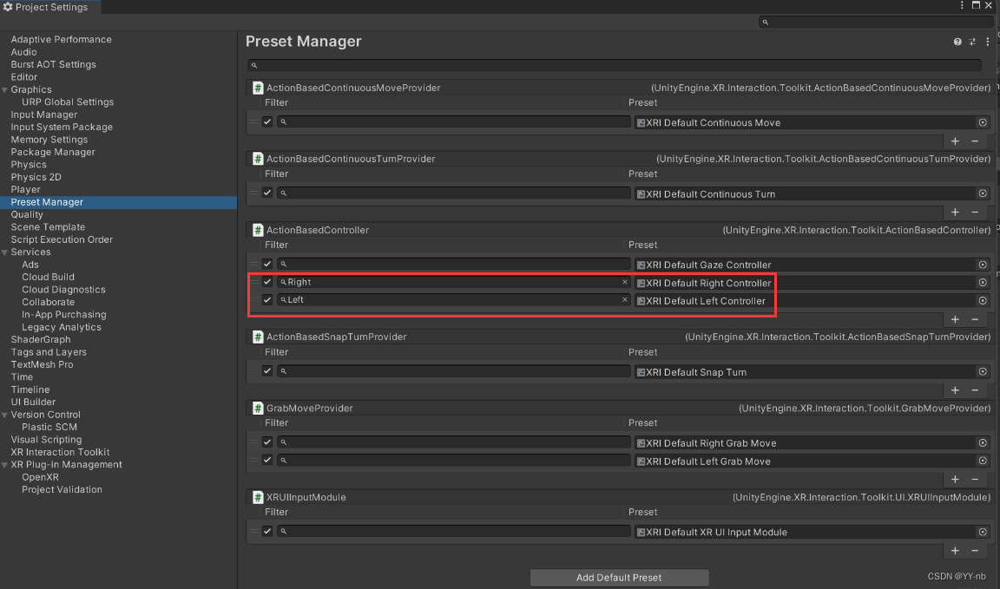 Project Settings
Adaptive Performance
Audio
Burst AOT Settings
Editor
Graphics
URP Global Settings
Input Manager
Input System Package
Memory Settings
Package Manager
Physics
Physics 2D
Player
Preset Manager
Quality
Scene Template
Script Execution Order
Services
Ads
Cloud Build
Cloud Diagnostics
Collaborate
In-App Purchasing
Legacy Analytics
ShaderGraph
Tags and Layers
TextMesh Pro
Time
Timeline
UI Builder
Version Control
Plastic SCM
Visual Scripting
XR Interaction Toolkit
XR Plug-in Management
OpenXR
Project Validation
Preset Manager
ActionBasedContinuousMoveProvider (UnityEngine.XR.Interaction.Toolkit.ActionBasedContinuousMoveProvider)
Filter Preset
XRI Default Continuous Move
ActionBasedContinuousTurnProvider (UnityEngine.XR.Interaction.Toolkit.ActionBasedContinuousTurnProvider)
Filter Preset
XRI Default Continuous Turn
ActionBasedController (UnityEngine.XR.Interaction.Toolkit.ActionBasedController)
Filter Preset
XRI Default Gaze Controller
Right XRI Default Right Controller
Left XRI Default Left Controller
ActionBasedSnapTurnProvider (UnityEngine.XR.Interaction.Toolkit.ActionBasedSnapTurnProvider)
Filter Preset
XRI Default Snap Turn
GrabMoveProvider (UnityEngine.XR.Interaction.Toolkit.GrabMoveProvider)
Filter Preset
XRI Default Right Grab Move
XRI Default Left Grab Move
XRUIInputModule (UnityEngine.XR.Interaction.Toolkit.UI.XRUIInputModule)
Filter Preset
XRI Default XR UI Input Module
Add Default Preset
CSDN @YY-nb